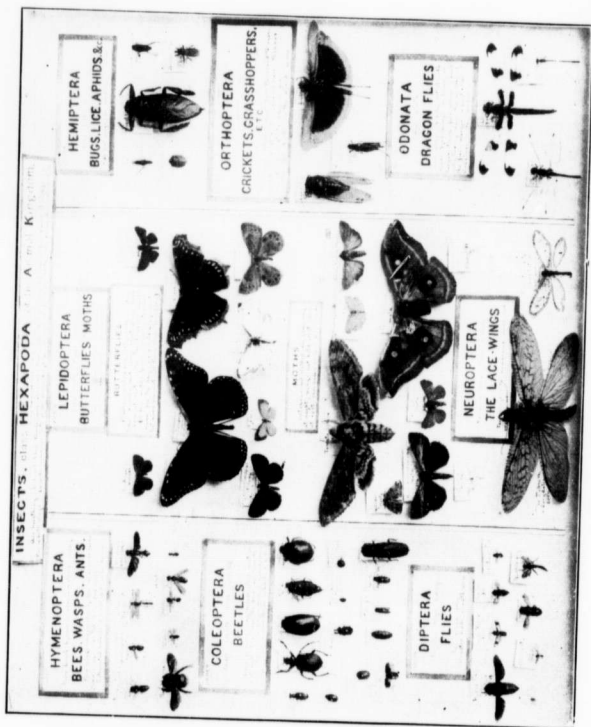 INSECTS. HEXAPODA
HYMENOPTERA
BEES WASPS. ANTS.
COLEOPTERA
BEETLES
DIPTERA
FLIES
LEPIDOPTERA
BUTTERFLIES MOTHS
BUTTERFLIES
MOTHS
NEUROPTERA
THE LACE-WINGS
HEMIPTERA
BUGS. LICE. APHIDS. &
ORTHOPTERA
CRICKETS, GRASSHOPPERS,
ETC
ODONATA
DRAGON FLIES